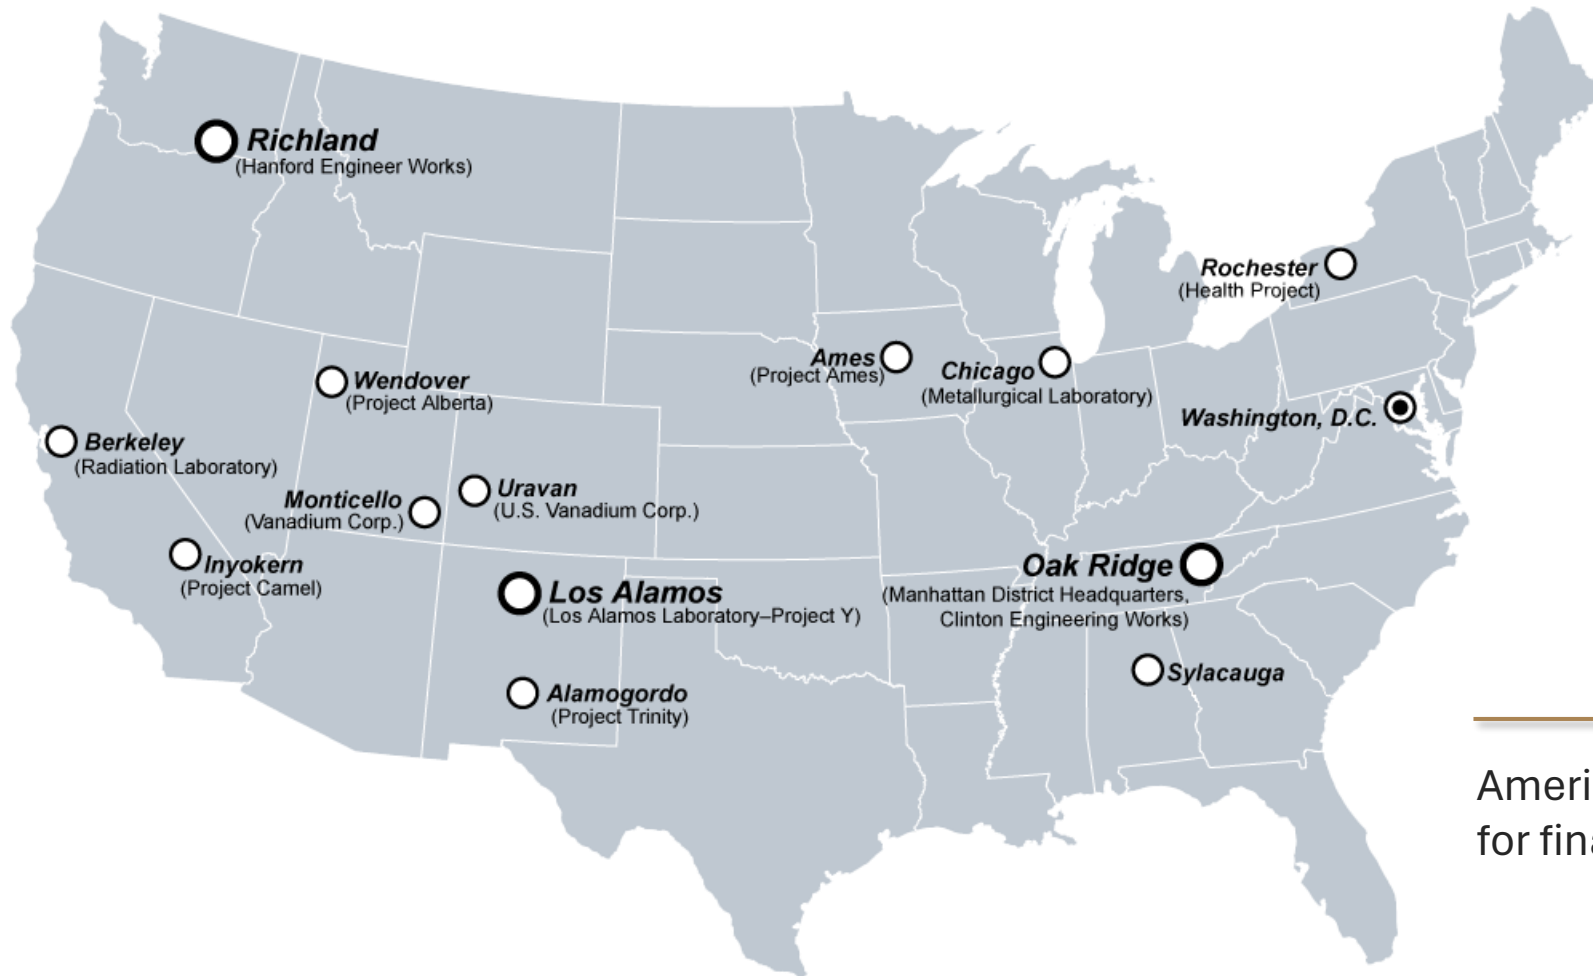 Richland
(Hanford Engineer Works)
Rochester
(Health Project)
Ames
(Project Ames)
Chicago
(Metallurgical Laboratory)
Wendover
(Project Alberta)
Washington, D.C.
Berkeley
(Radiation Laboratory)
Monticello
(Vanadium Corp.)
Uravan
(U.S. Vanadium Corp.)
Inyokern
(Project Camel)
Los Alamos
(Los Alamos Laboratory–Project Y)
Oak Ridge
(Manhattan District Headquarters,
Clinton Engineering Works)
Sylacauga
Alamogordo
(Project Trinity)
for